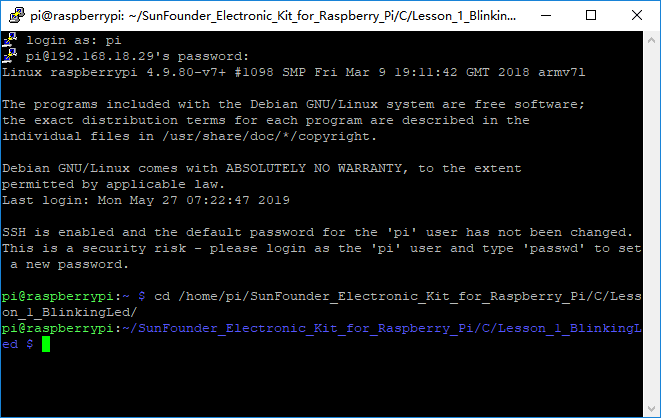 pi@raspberrypi: ~/SunFounder_Electronic_Kit_for_Raspberry_Pi/C/Lesson_1_Blinkin...
login as: pi
pi@192.168.18.29's password:
Linux raspberrypi 4.9.80-v7+ #1098 SMP Fri Mar 9 19:11:42 GMT 2018 armv7l
The programs included with the Debian GNU/Linux system are free software;
the exact distribution terms for each program are described in the
individual files in /usr/share/doc/*/copyright.
Debian GNU/Linux comes with ABSOLUTELY NO WARRANTY, to the extent
permitted by applicable law.
Last login: Mon May 27 07:22:47 2019
SSH is enabled and the default password for the 'pi' user has not been changed.
This is a security risk - please login as the 'pi' user and type 'passwd' to set
 a new password.
pi@raspberrypi:~ $ cd /home/pi/SunFounder_Electronic_Kit_for_Raspberry_Pi/C/Less
on_1_BlinkingLed/
pi@raspberrypi:~/SunFounder_Electronic_Kit_for_Raspberry_Pi/C/Lesson_1_BlinkingL
ed $